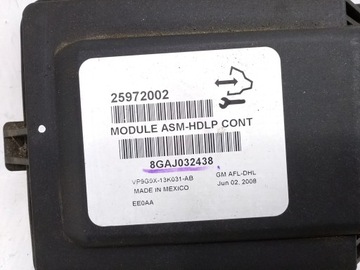 25972002
MODULE ASM-HDLP CONT
8GAJ032438
VP9G9X-13K031-AB
MADE IN MEXICO
EE0AA
GM AFL-DHL
Jun 02, 2008